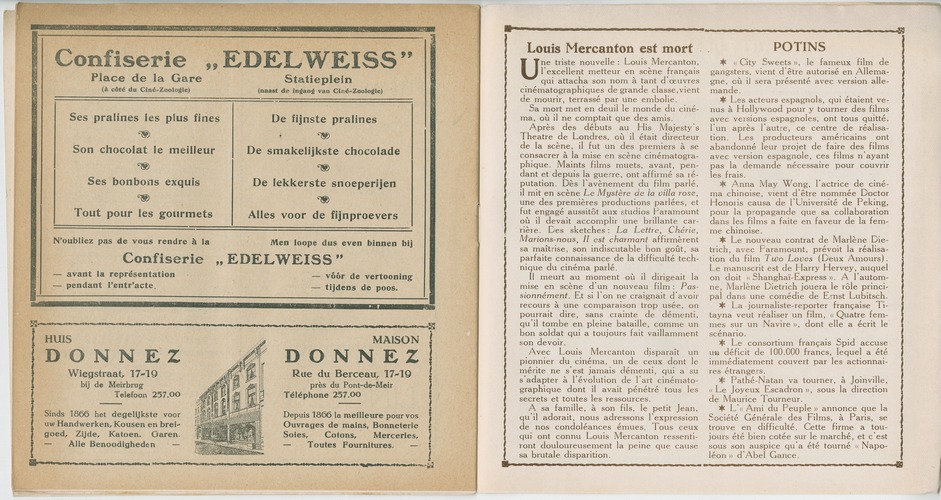 Confiserie „EDELWEISS”
Place de la Gare
(à côté du Ciné-Zoologie)
Statieplein
(naast de ingang van Ciné-Zoologie)
Ses pralines les plus fines
Son chocolat le meilleur
Ses bonbons exquis
Tout pour les gourmets
De fijnste pralines
De smakelijkste chocolade
De lekkerste snoeperijen
Alles voor de fijnproevers
N'oubliez pas de vous rendre à la
Men loope dus even binnen bij
Confiserie „EDELWEISS”
— avant la représentation
— pendant l'entr'acte.
— vôôr de vertooning
— tijdens de poos.
HUIS
DONNEZ
Wiegstraat, 17-19
bij de Meirbrug
Telefoon 257.00
Sinds 1866 het degelijkste voor
uw Handwerken, Kousen en brei-
goed, Zijde, Katoen, Garen.
— Alle Benoodigheden —
MAISON
DONNEZ
Rue du Berceau, 17-19
près du Pont-de-Meir
Téléphone 257.00
Depuis 1866 la meilleure pour vos
Ouvrages de mains, Bonneterie
Soies, Cotons, Merceries,
— Toutes Fournitures. —
Louis Mercanton est mort
Une triste nouvelle : Louis Mercanton,
l'excellent metteur en scène français
qui attacha son nom à tant d'œuvres
cinématographiques de grande classe,vient
de mourir, terrassé par une embolie.
Sa mort met en deuil le monde du ciné-
ma, où il ne comptait que des amis.
Après des débuts au His Majesty's
Theatre de Londres, où il était directeur
de la scène, il fut un des premiers à se
consacrer à la mise en scène cinématogra-
phique. Maints films muets, avant, pen-
dant et depuis la guerre, ont affirmé sa ré-
putation. Dès l'avènement du film parlé,
il mit en scène Le Mystère de la villa rose,
une des premières productions parlées, et
fut engagé aussitôt aux studios Paramount
où il devait accomplir une brillante car-
rière. Des sketches : La Lettre, Chérie,
Marions-nous, Il est charmant affirmèrent
sa maîtrise, son indiscutable bon goût, sa
parfaite connaissance de la difficulté tech-
nique du cinéma parlé.
Il meurt au moment où il dirigeait la
mise en scène d'un nouveau film : Pas-
sionnément. Et si l'on ne craignait d'avoir
recours à une comparaison trop usée, on
pourrait dire, sans crainte de démenti,
qu'il tombe en pleine bataille, comme un
bon soldat qui a toujours fait vaillamment
son devoir.
Avec Louis Mercanton disparaît un
pionnier du cinéma, un de ceux dont le
mérite ne s'est jamais démenti, qui a su
s'adapter à l'évolution de l'art cinémato-
graphique dont il avait pénétré tous les
secrets et toutes les ressources.
A sa famille, à son fils, le petit Jean,
qu'il adorait, nous adressons l'expression
de nos condoléances émues. Tous ceux
qui ont connu Louis Mercanton ressenti-
ront douloureusement la peine que cause
sa brutale disparition.
POTINS
✶ « City Sweets », le fameux film de
gangsters, vient d'être autorisé en Allema-
gne, où il sera présenté avec version alle-
mande.
✶ Les acteurs espagnols, qui étaient ve-
nus à Hollywood pour y tourner des films
avec versions espagnoles, ont tous quitté,
l'un après l'autre, ce centre de réalisa-
tion. Les producteurs américains ont
abandonné leur projet de faire des films
avec version espagnole, ces films n'ayant
pas la demande nécessaire pour couvrir
les frais.
✶ Anna May Wong, l'actrice de ciné-
ma chinoise, vient d'être nommée Doctor
Honoris causa de l'Université de Peking,
pour la propagande que sa collaboration
dans les films a faite en faveur de la fem-
me chinoise.
✶ Le nouveau contrat de Marlène Die-
trich, avec Paramount, prévoit la réalisa-
tion du film Two Loves (Deux Amours).
Le manuscrit est de Harry Hervey, auquel
on doit « Shanghaï-Express ». A l'autom-
ne, Marlène Dietrich jouera le rôle princi-
pal dans une comédie de Ernst Lubitsch.
✶ La journaliste-reporter française Ti-
tayna veut réaliser un film, « Quatre fem-
mes sur un Navire », dont elle a écrit le
scénario.
✶ Le consortium français Spid accuse
un déficit de 100.000 francs, lequel a été
immédiatement couvert par les actionnai-
res étrangers.
✶ Pathé-Natan va tourner, à Joinville,
« Le Joyeux Escadron », sous la direction
de Maurice Tourneur.
✶ L'« Ami du Peuple » annonce que la
Société Générale des Films, à Paris, se
trouve en difficulté. Cette firme a tou-
jours été bien cotée sur le marché, et c'est
sous son auspice qu'a été tourné « Napo-
léon » d'Abel Gance.